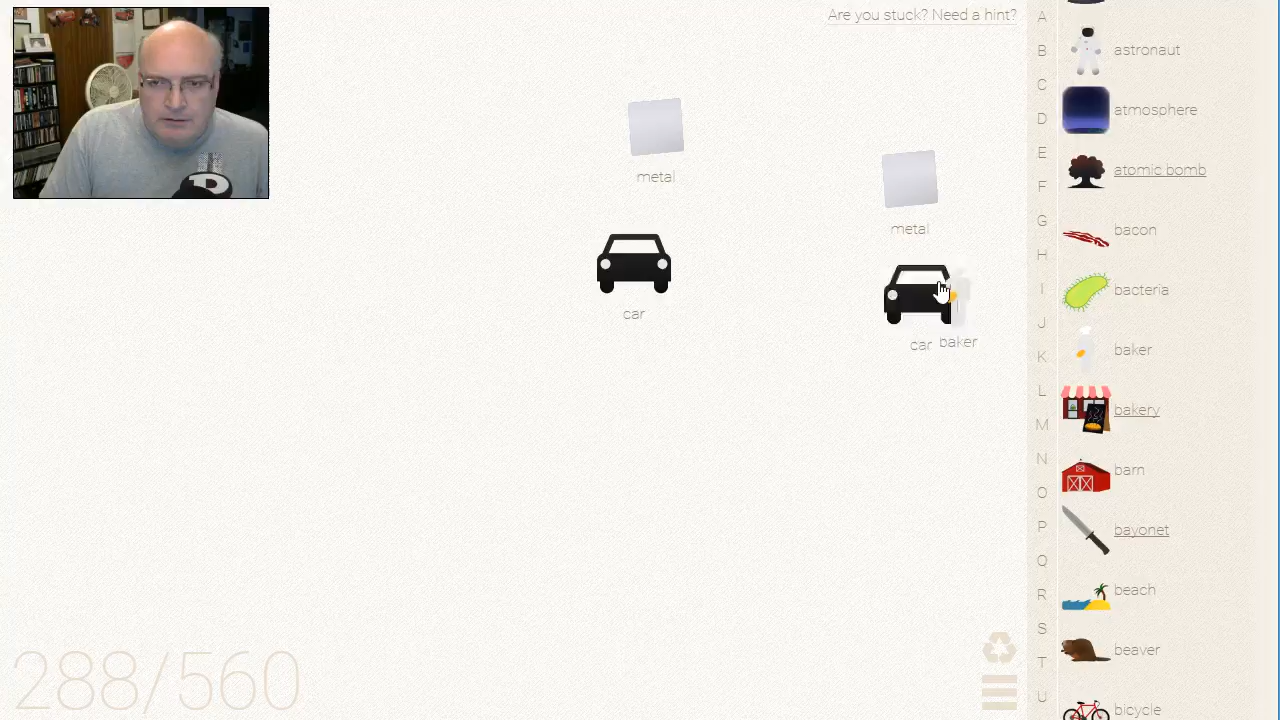 Are you stuck? Need a hint?
metal
metal
car
car
baker
288/560
A
B
C
D
E
F
G
H
I
J
K
L
M
N
O
P
Q
R
S
T
U
astronaut
atmosphere
atomic bomb
bacon
bacteria
baker
bakery
barn
bayonet
beach
beaver
bicycle